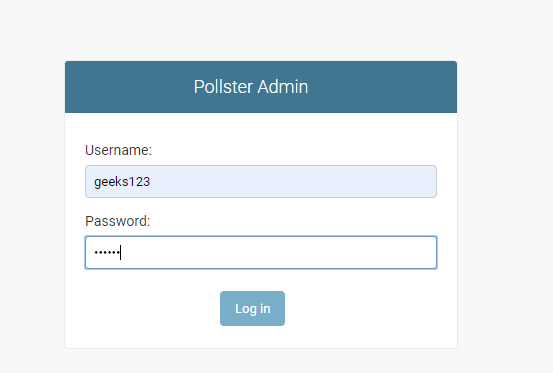 Pollster Admin
Username:
geeks123
Password:
••••••
Log in